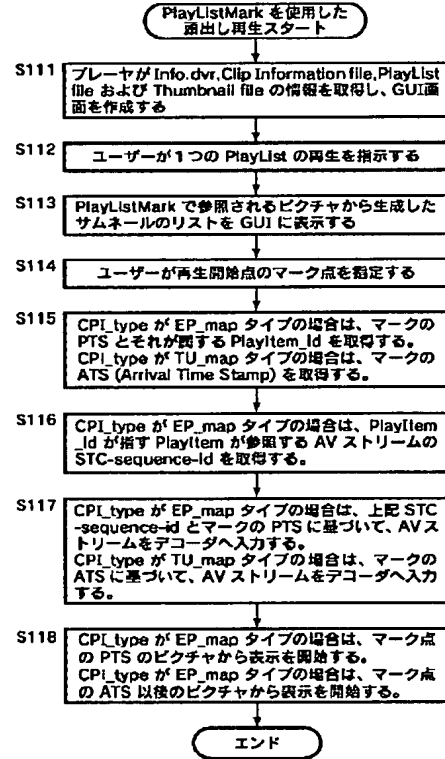 PlayListMark を使用した
頭出し再生スタート
S111
プレーヤが Info.dvr,Clip Information file,PlayList
file および Thumbnail file の情報を取得し、GUI画
面を作成する
S112
ユーザーが1つの PlayList の再生を指示する
S113
PlayListMark で参照されるピクチャから生成した
サムネールのリストを GUI に表示する
S114
ユーザーが再生開始点のマーク点を指定する
S115
CPI_type が EP_map タイプの場合は、マークの
PTS とそれが属する PlayItem_Id を取得する。
CPI_type が TU_map タイプの場合は、マークの
ATS (Arrival Time Stamp) を取得する。
S116
CPI_type が EP_map タイプの場合は、PlayItem
_Id が指す PlayItem が参照する AV ストリームの
STC-sequence-Id を取得する。
S117
CPI_type が EP_map タイプの場合は、上記 STC
-sequence-id とマークの PTS に基づいて、AVス
トリームをデコーダへ入力する。
CPI_type が TU_map タイプの場合は、マークの
ATS に基づいて、AV ストリームをデコーダへ入力
する。
S118
CPI_type が EP_map タイプの場合は、マーク点
の PTS のピクチャから表示を開始する。
CPI_type が EP_map タイプの場合は、マーク点
の ATS 以後のピクチャから表示を開始する。
エンド